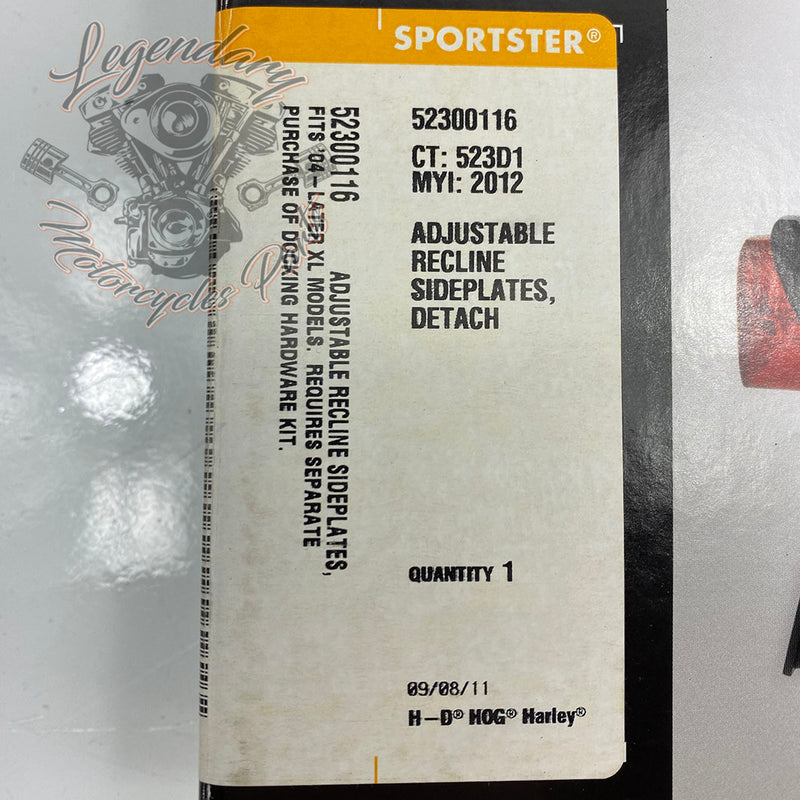 SPORTSTER®
52300116
CT: 523D1
MYI: 2012
ADJUSTABLE
RECLINE
SIDEPLATES,
DETACH
QUANTITY 1
09/08/11
H-D® HOG® Harley®
52300116 ADJUSTABLE RECLINE SIDEPLATES,
FITS '04-LATER XL MODELS. REQUIRES SEPARATE
PURCHASE OF DOCKING HARDWARE KIT.
Legendary
Motorcycles Parts